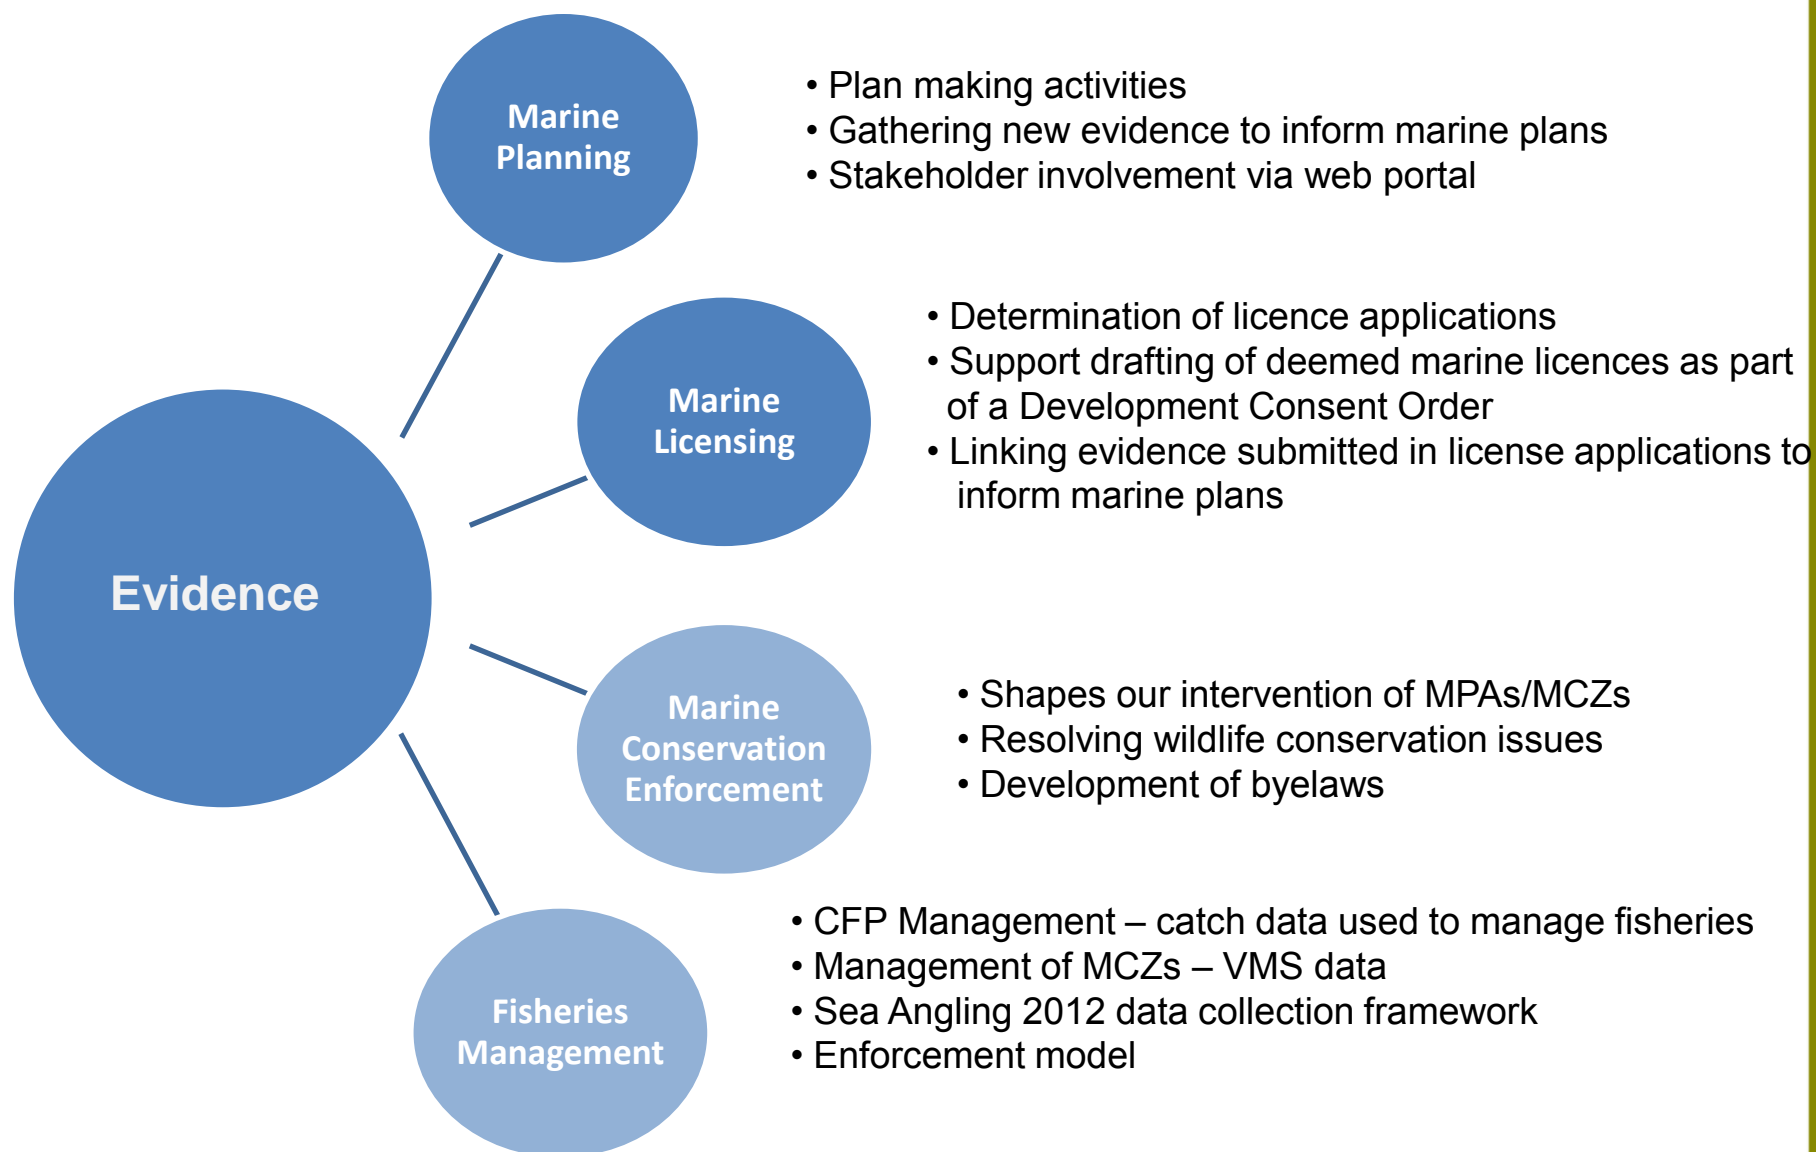 Marine
Planning
• Plan making activities
• Gathering new evidence to inform marine plans
• Stakeholder involvement via web portal
Marine
Licensing
• Determination of licence applications
• Support drafting of deemed marine licences as part
of a Development Consent Order
• Linking evidence submitted in license applications to
inform marine plans
Evidence
Marine
Conservation
Enforcement
• Shapes our intervention of MPAs/MCZs
• Resolving wildlife conservation issues
• Development of byelaws
Fisheries
Management
• CFP Management – catch data used to manage fisheries
• Management of MCZs – VMS data
• Sea Angling 2012 data collection framework
• Enforcement model